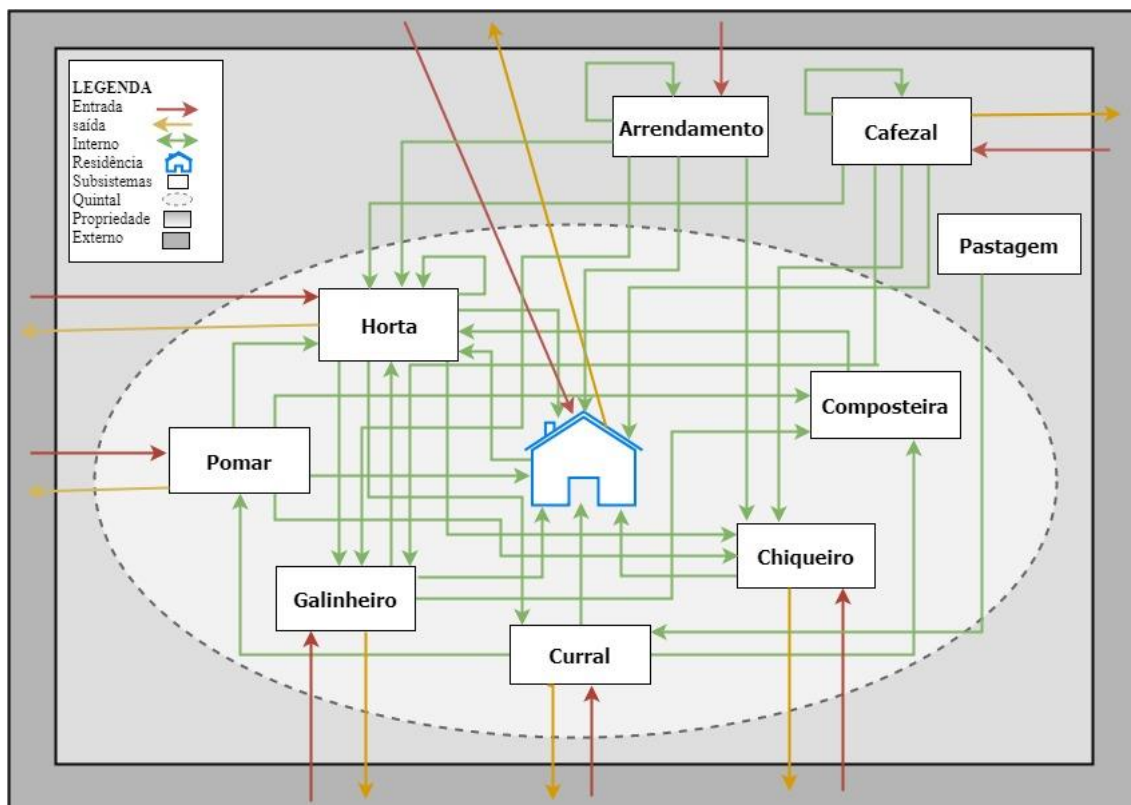 LEGENDA
Entrada
saída
Interno
Residência
Subsistemas
Quintal
Propriedade
Externo
Arrendamento
Cafezal
Pastagem
Horta
Composteira
Pomar
Chiqueiro
Galinheiro
Curral